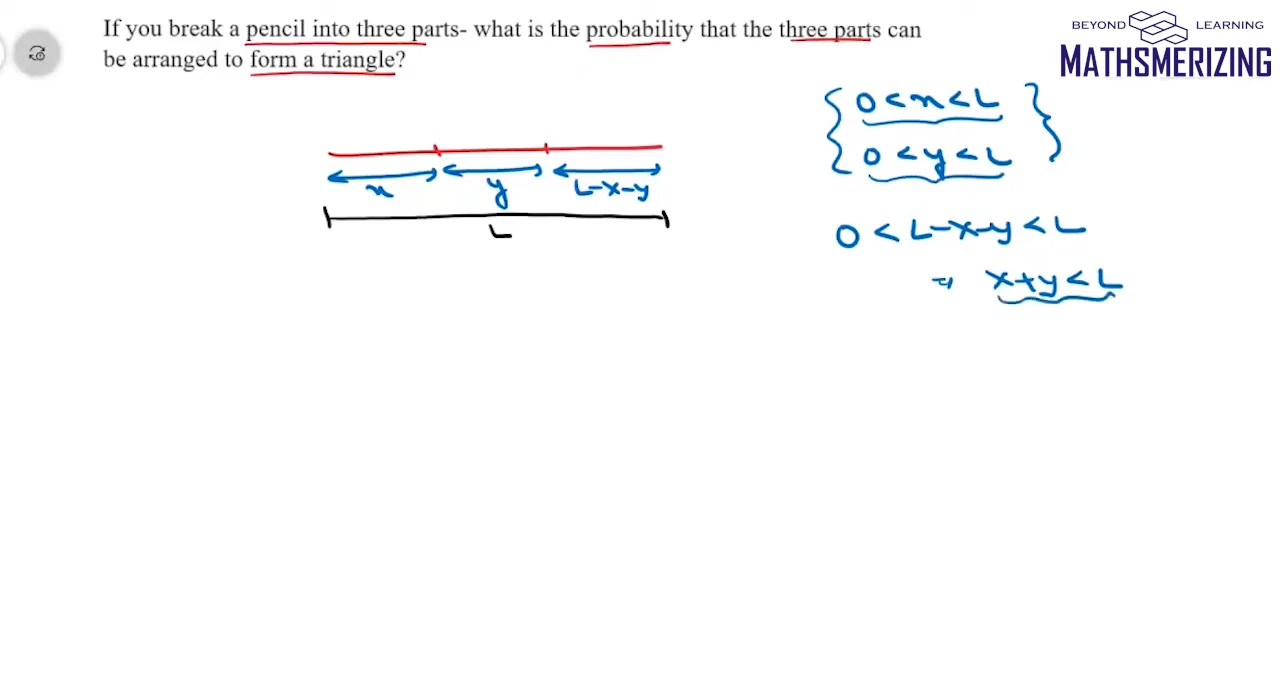 If you break a pencil into three parts- what is the probability that the three parts can
be arranged to form a triangle?
BEYOND LEARNING
MATHSMERIZING
0 < x < L
0 < y < L
x y L-x-y
L
0 < L-x-y < L
⇒ x+y < L